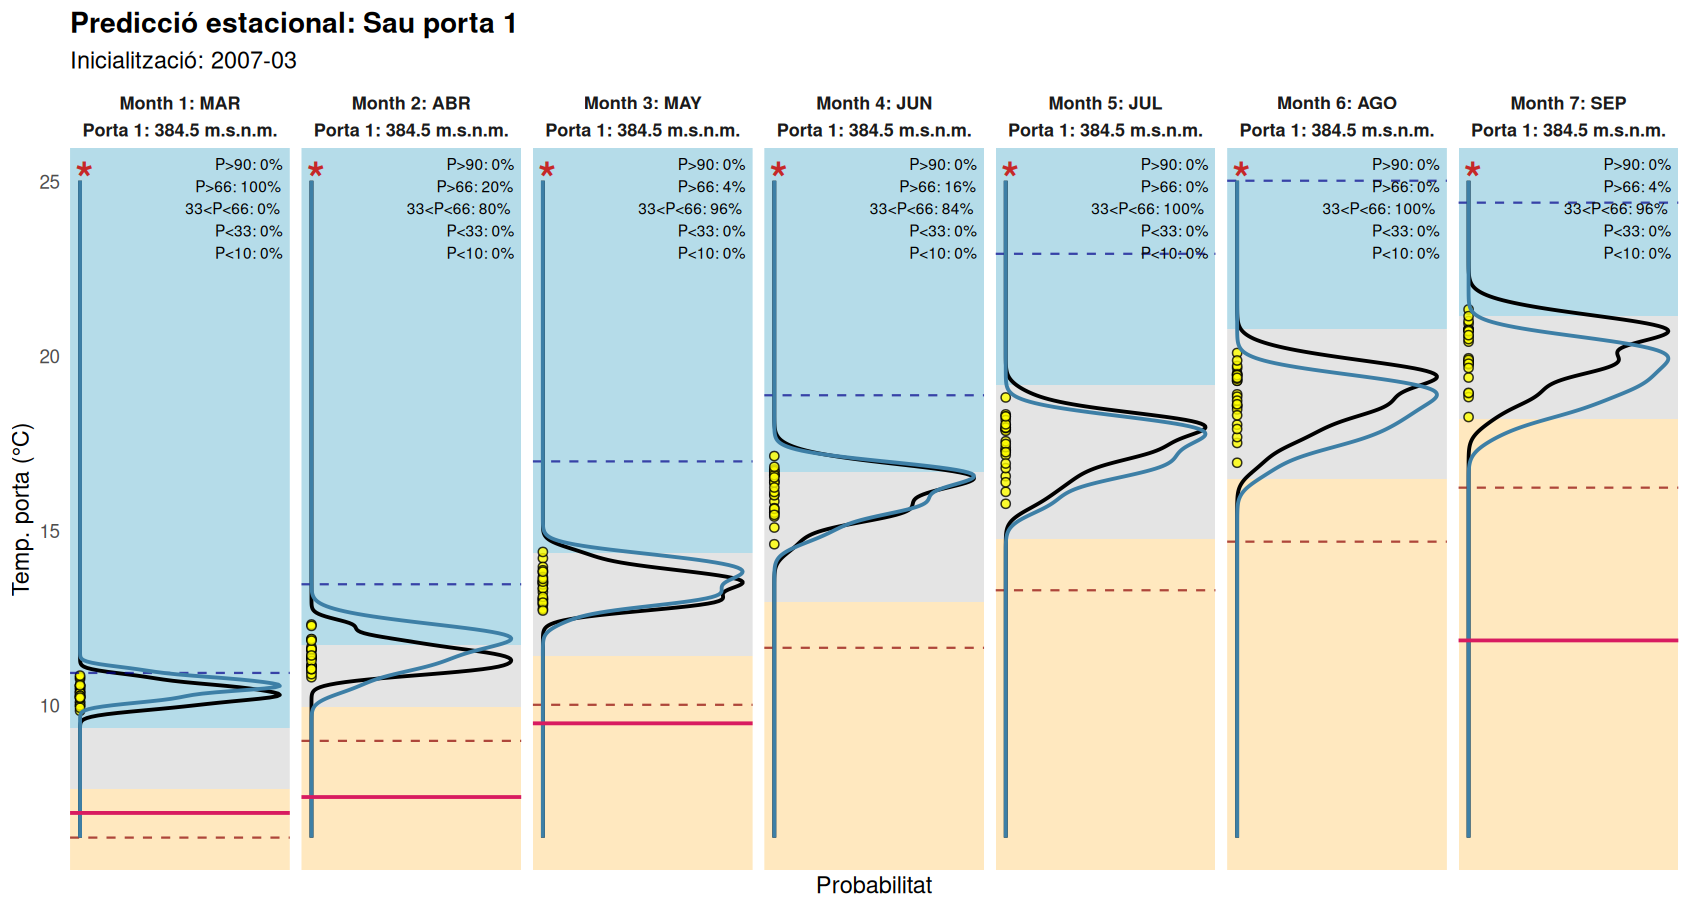 Predicció estacional: Sau porta 1
Inicialització: 2007-03
Month 1: MAR
Porta 1: 384.5 m.s.n.m.
Month 2: ABR
Porta 1: 384.5 m.s.n.m.
Month 3: MAY
Porta 1: 384.5 m.s.n.m.
Month 4: JUN
Porta 1: 384.5 m.s.n.m.
Month 5: JUL
Porta 1: 384.5 m.s.n.m.
Month 6: AGO
Porta 1: 384.5 m.s.n.m.
Month 7: SEP
Porta 1: 384.5 m.s.n.m.
*
P>90: 0%
P>66: 100%
33<P<66: 0%
P<33: 0%
P<10: 0%
*
P>90: 0%
P>66: 20%
33<P<66: 80%
P<33: 0%
P<10: 0%
*
P>90: 0%
P>66: 4%
33<P<66: 96%
P<33: 0%
P<10: 0%
*
P>90: 0%
P>66: 16%
33<P<66: 84%
P<33: 0%
P<10: 0%
*
P>90: 0%
P>66: 0%
33<P<66: 100%
P<33: 0%
P<10: 0%
*
P>90: 0%
P>66: 0%
33<P<66: 100%
P<33: 0%
P<10: 0%
*
P>90: 0%
P>66: 4%
33<P<66: 96%
P<33: 0%
P<10: 0%
25
20
15
10
Temp. porta (°C)
Probabilitat